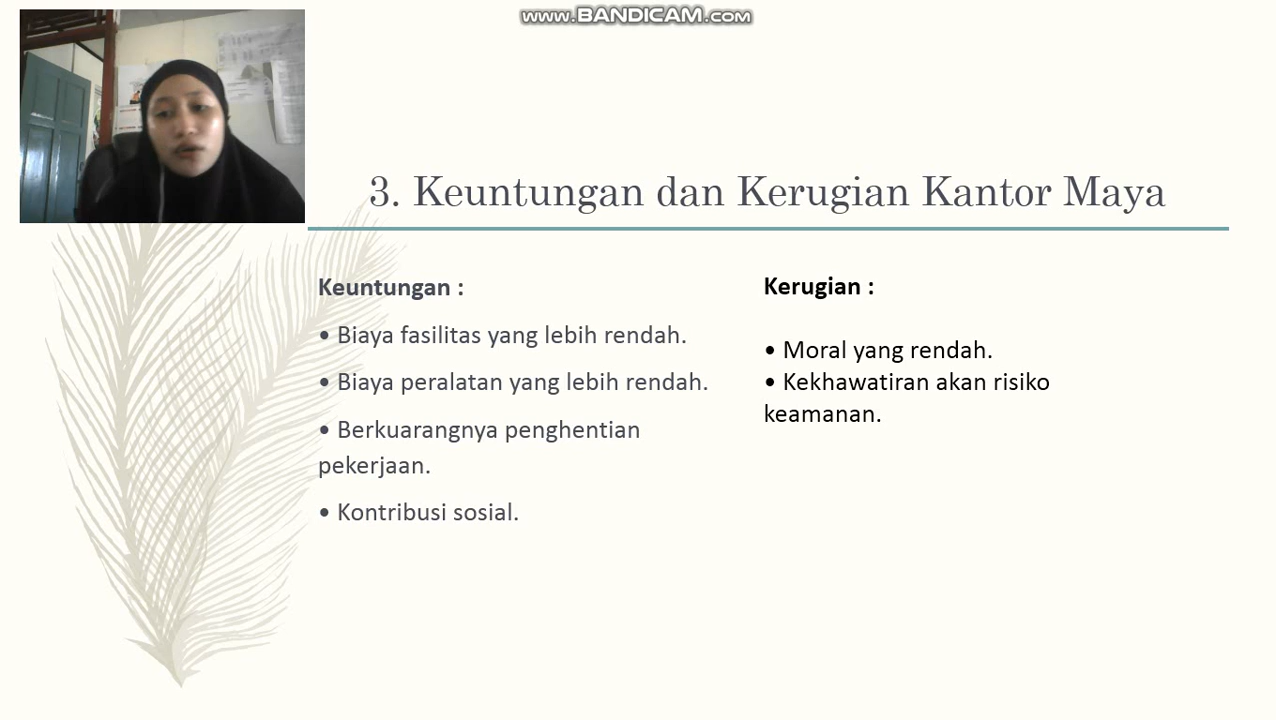 www.BANDICAM.com
3. Keuntungan dan Kerugian Kantor Maya
Keuntungan :
• Biaya fasilitas yang lebih rendah.
• Biaya peralatan yang lebih rendah.
• Berkuarangnya penghentian
pekerjaan.
• Kontribusi sosial.
Kerugian :
• Moral yang rendah.
• Kekhawatiran akan risiko
keamanan.